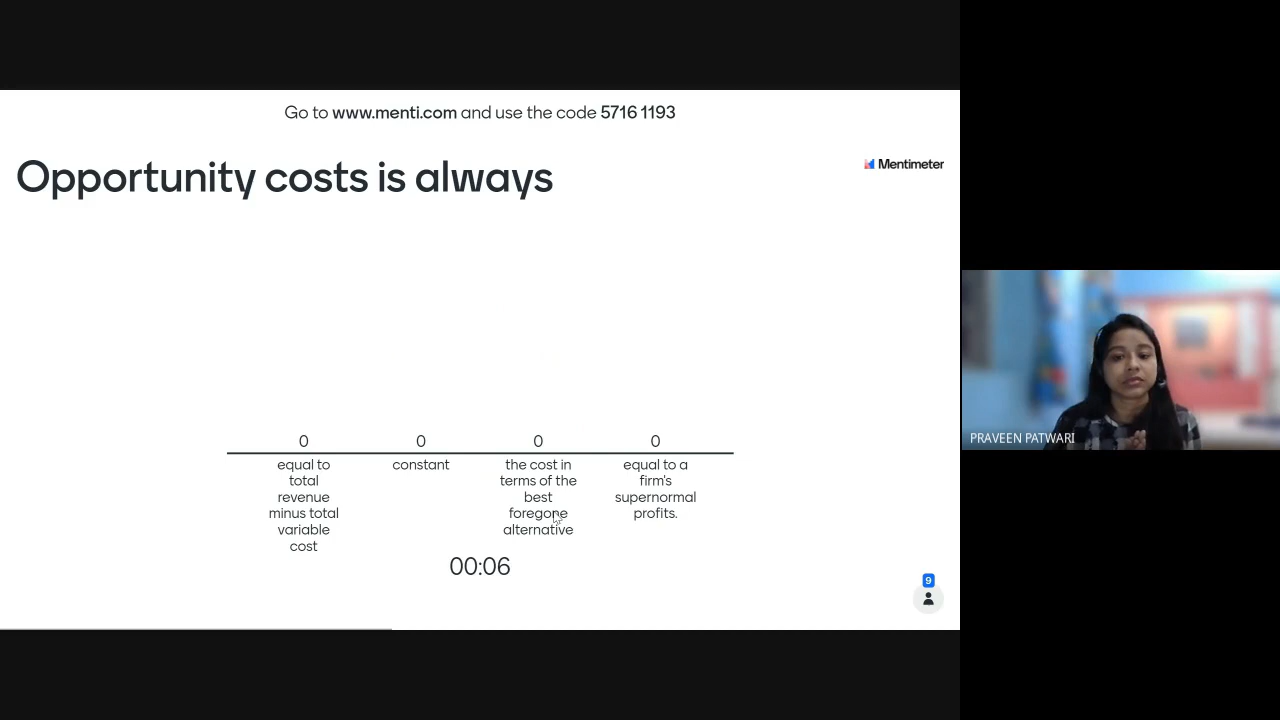 Go to www.menti.com and use the code 5716 1193
Opportunity costs is always
Mentimeter
0
0
0
0
equal to
total
revenue
minus total
variable
cost
constant
the cost in
terms of the
best
foregone
alternative
equal to a
firm's
supernormal
profits.
00:06
9
PRAVEEN PATWARI